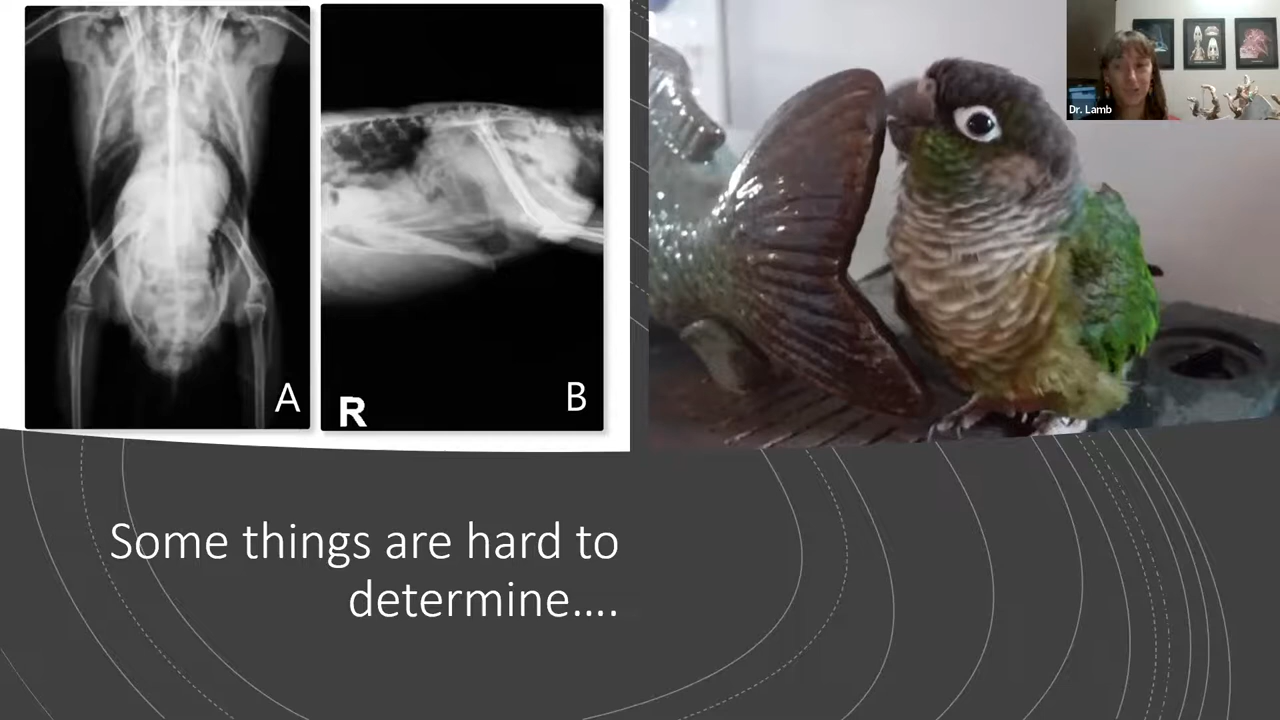 A
R
B
Dr. Lamb
Some things are hard to
determine....